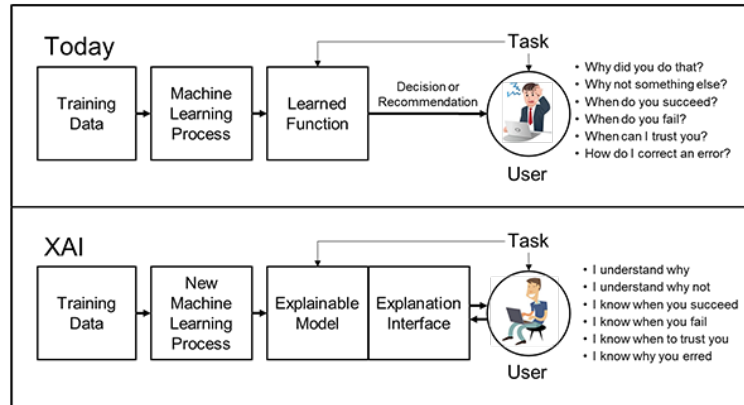 Today
Task
Training
Data
Machine
Learning
Process
Learned
Function
Decision or
Recommendation
User
• Why did you do that?
• Why not something else?
• When do you succeed?
• When do you fail?
• When can I trust you?
• How do I correct an error?
XAI
Task
Training
Data
New
Machine
Learning
Process
Explainable
Model
Explanation
Interface
User
• I understand why
• I understand why not
• I know when you succeed
• I know when you fail
• I know when to trust you
• I know why you erred